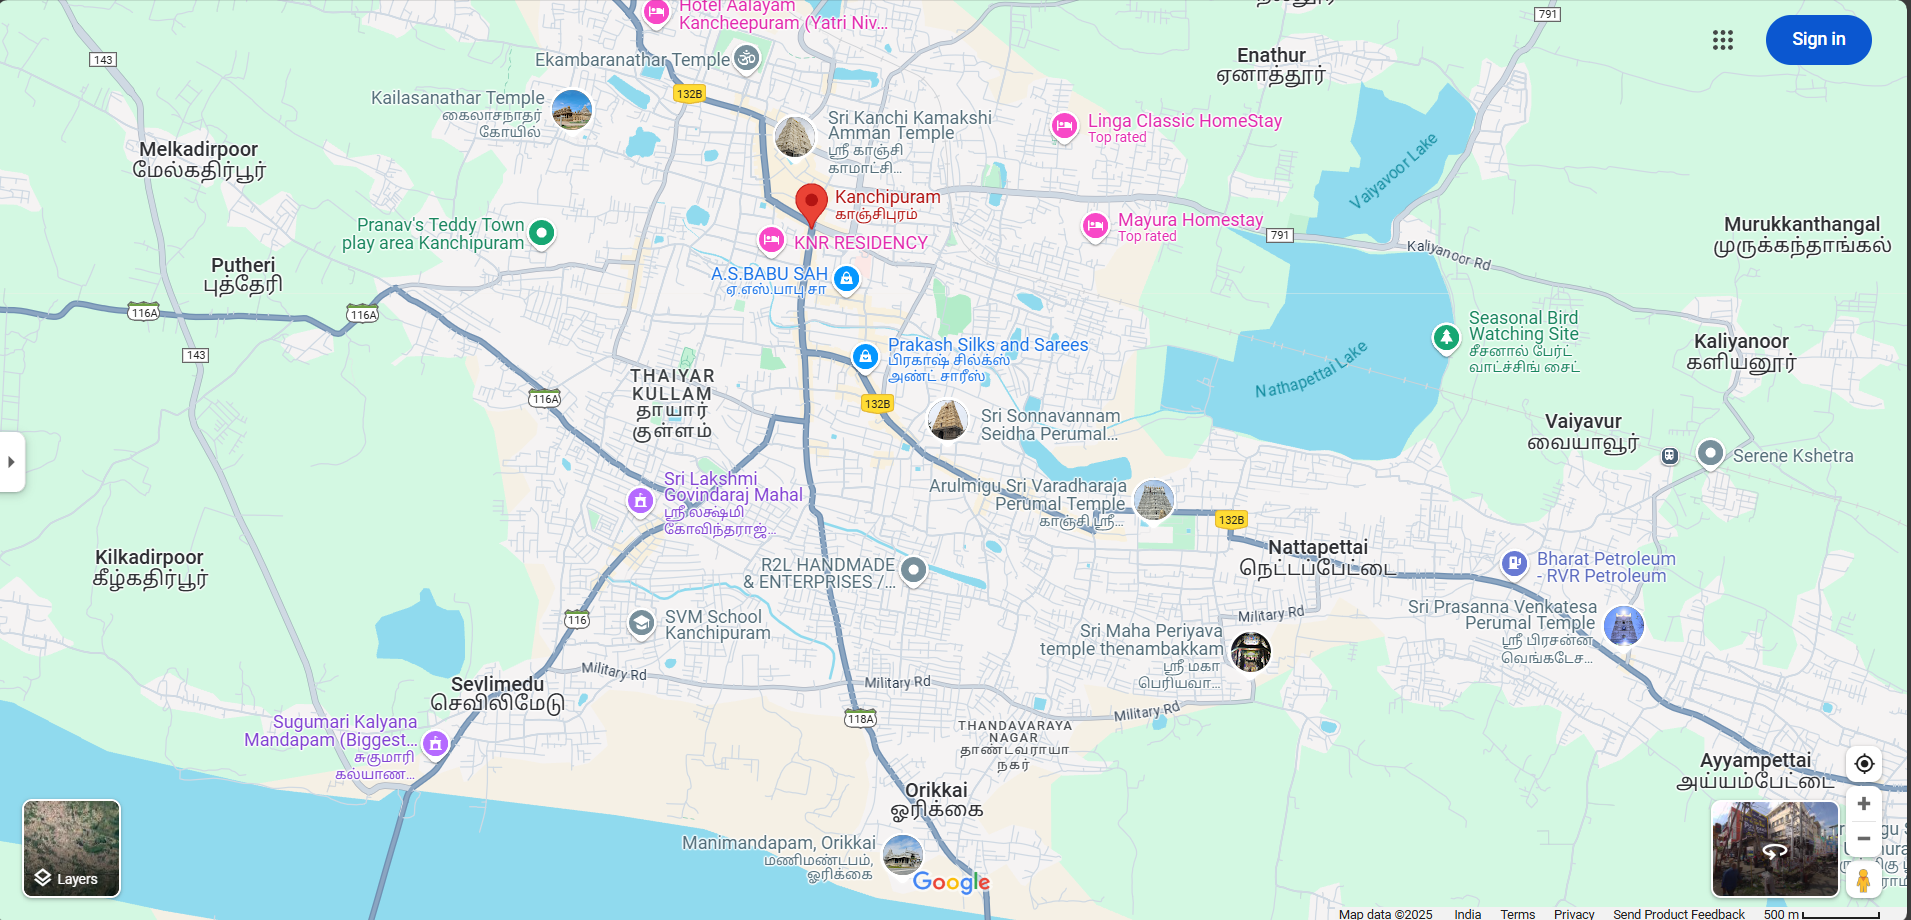 Hotel Aalayam
Kancheepuram (Yatri Niv...
791
Sign in
143
Ekambaranathar Temple
Enathur
ஏனாத்தூர்
132B
Kailasanathar Temple
கைலாசநாதர்
கோயில்
Sri Kanchi Kamakshi
Amman Temple
ஸ்ரீ காஞ்சி
காமாட்சி...
Linga Classic HomeStay
Top rated
Melkadirpoor
மேல்கதிர்பூர்
Vaiyavoor Lake
Kanchipuram
காஞ்சிபுரம்
Pranav's Teddy Town
play area Kanchipuram
KNR RESIDENCY
Mayura Homestay
Top rated
791
Kaliyanoor Rd
Murukkanthangal
முருக்கந்தாங்கல்
Putheri
புத்தேரி
A.S.BABU SAH
ஏ.எஸ்.பாபு சா
116A
116A
143
Seasonal Bird
Watching Site
சீசனால் பேர்ட்
வாட்ச்சிங் சைட்
Kaliyanoor
களியனூர்
Prakash Silks and Sarees
பிரகாஷ் சில்க்ஸ்
அண்ட் சாரீஸ்
Nathapettai Lake
THAIYAR
KULLAM
தாயார்
குள்ளம்
116A
132B
Sri Sonnavannam
Seidha Perumal...
Vaiyavur
வையாவூர்
Serene Kshetra
Sri Lakshmi
Govindaraj Mahal
ஸ்ரீ லக்ஷ்மி
கோவிந்தராஜ்...
Arulmigu Sri Varadharaja
Perumal Temple
காஞ்சி ஸ்ரீ...
132B
Kilkadirpoor
கீழ்கதிர்பூர்
R2L HANDMADE
& ENTERPRISES /...
Nattapettai
நெட்டப்பேட்டை
Bharat Petroleum
- RVR Petroleum
116
SVM School
Kanchipuram
Military Rd
Sri Prasanna Venkatesa
Perumal Temple
ஸ்ரீ பிரசன்ன
வெங்கடேச...
Sri Maha Periyava
temple thenambakkam
ஸ்ரீ மகா
பெரியவா...
Military Rd
Military Rd
Sevlimedu
செவிலிமேடு
Military Rd
118A
Sugumari Kalyana
Mandapam (Biggest...
சுகுமாரி
கல்யாண...
THANDAVARAYA
NAGAR
தாண்டவராயா
நகர்
Ayyampettai
அய்யம்பேட்டை
Orikkai
ஓரிக்கை
Manimandapam, Orikkai
மணிமண்டபம்,
ஓரிக்கை
Layers
Google
Map data ©2025 India Terms Privacy Send Product Feedback 500 m